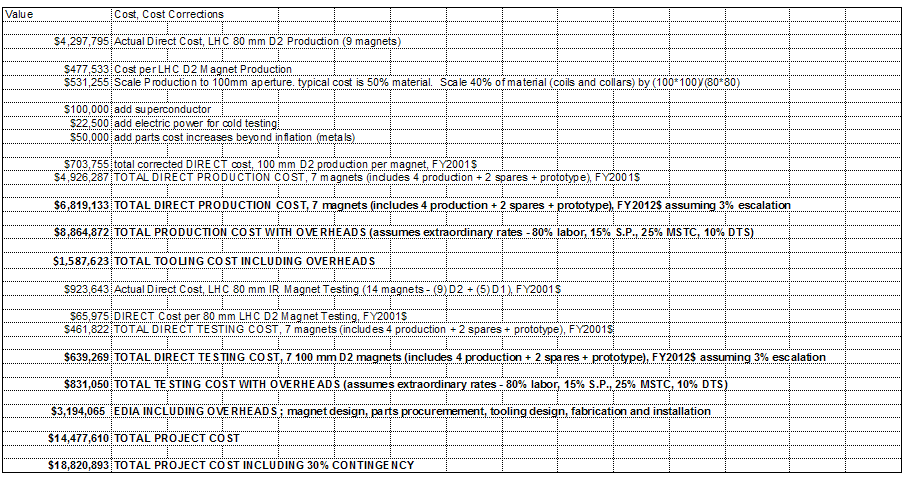 Value Cost, Cost Corrections
$4,297,795 Actual Direct Cost, LHC 80 mm D2 Production (9 magnets)
$477,533 Cost per LHC D2 Magnet Production
$531,255 Scale Production to 100mm aperture. typical cost is 50% material. Scale 40% of material (coils and collars) by (100*100)/(80*80)
$100,000 add superconductor
$22,500 add electric power for cold testing
$50,000 add parts cost increases beyond inflation (metals)
$703,755 total corrected DIRECT cost, 100 mm D2 production per magnet, FY2001$
$4,926,287 TOTAL DIRECT PRODUCTION COST, 7 magnets (includes 4 production + 2 spares + prototype), FY2001$
$6,819,133 TOTAL DIRECT PRODUCTION COST, 7 magnets (includes 4 production + 2 spares + prototype), FY2012$ assuming 3% escalation
$8,864,872 TOTAL PRODUCTION COST WITH OVERHEADS (assumes extraordinary rates - 80% labor, 15% S.P., 25% MSTC, 10% DTS)
$1,587,623 TOTAL TOOLING COST INCLUDING OVERHEADS
$923,643 Actual Direct Cost, LHC 80 mm IR Magnet Testing (14 magnets - (9) D2 + (5) D1), FY2001$
$65,975 DIRECT Cost per 80 mm LHC D2 Magnet Testing, FY2001$
$461,822 TOTAL DIRECT TESTING COST, 7 magnets (includes 4 production + 2 spares + prototype), FY2001$
$639,269 TOTAL DIRECT TESTING COST, 7 100 mm D2 magnets (includes 4 production + 2 spares + prototype), FY2012$ assuming 3% escalation
$831,050 TOTAL TESTING COST WITH OVERHEADS (assumes extraordinary rates - 80% labor, 15% S.P., 25% MSTC, 10% DTS)
$3,194,065 EDIA INCLUDING OVERHEADS ; magnet design, parts procuremement, tooling design, fabrication and installation
$14,477,610 TOTAL PROJECT COST
$18,820,893 TOTAL PROJECT COST INCLUDING 30% CONTINGENCY